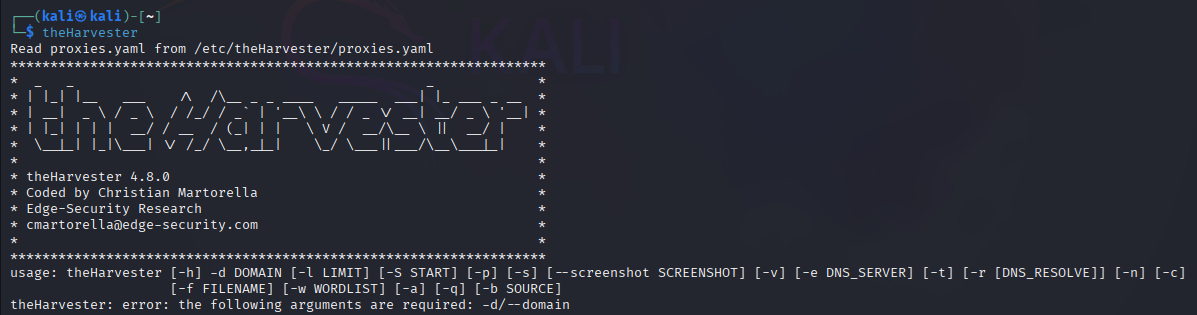 ┌──(kali㉿kali)-[~]
└─$ theHarvester
Read proxies.yaml from /etc/theHarvester/proxies.yaml
*******************************************************************
*  _   _                                            _             *
* | |_| |__   ___    /\  /\__ _ _ ____   _____  ___| |_ ___ _ __  *
* | __|  _ \ / _ \  / /_/ / _` | '__\ \ / / _ \/ __| __/ _ \ '__| *
* | |_| | | |  __/ / __  / (_| | |   \ V /  __/\__ \ ||  __/ |    *
*  \__|_| |_|\___| \/ /_/ \__,_|_|    \_/ \___||___/\__\___|_|    *
*                                                                 *
* theHarvester 4.8.0                                              *
* Coded by Christian Martorella                                   *
* Edge-Security Research                                          *
* cmartorella@edge-security.com                                   *
*                                                                 *
*******************************************************************
usage: theHarvester [-h] -d DOMAIN [-l LIMIT] [-S START] [-p] [-s] [--screenshot SCREENSHOT] [-v] [-e DNS_SERVER] [-t] [-r [DNS_RESOLVE]] [-n] [-c]
                    [-f FILENAME] [-w WORDLIST] [-a] [-q] [-b SOURCE]
theHarvester: error: the following arguments are required: -d/--domain
KALI